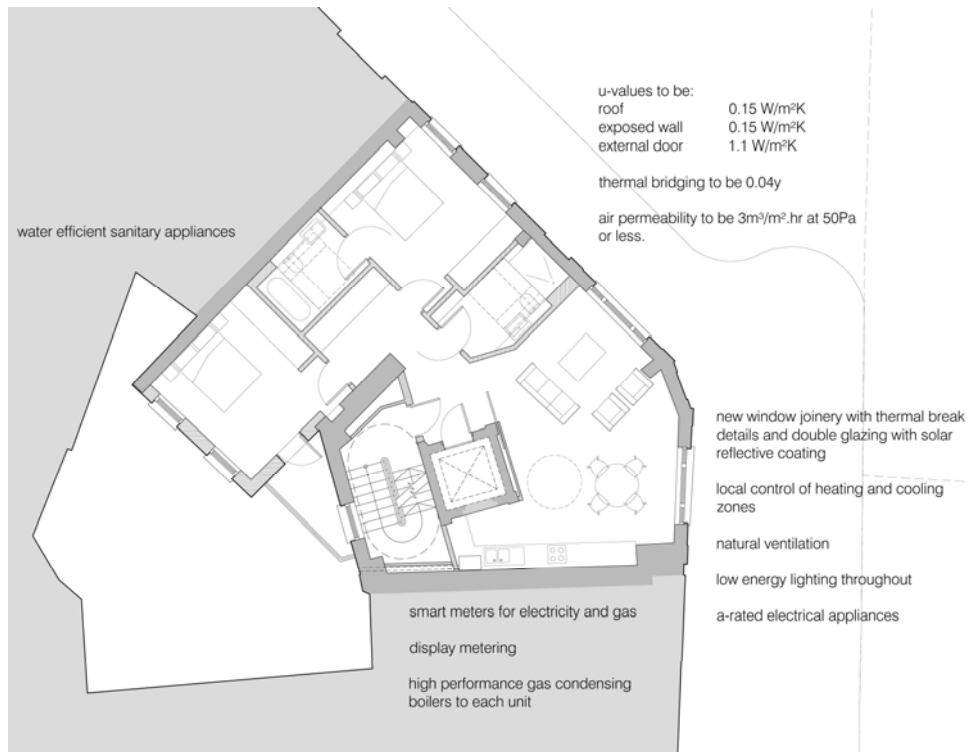 u-values to be:
roof 0.15 W/m²K
exposed wall 0.15 W/m²K
external door 1.1 W/m²K
thermal bridging to be 0.04y
air permeability to be 3m³/m².hr at 50Pa
or less.
water efficient sanitary appliances
new window joinery with thermal break
details and double glazing with solar
reflective coating
local control of heating and cooling
zones
natural ventilation
low energy lighting throughout
a-rated electrical appliances
smart meters for electricity and gas
display metering
high performance gas condensing
boilers to each unit